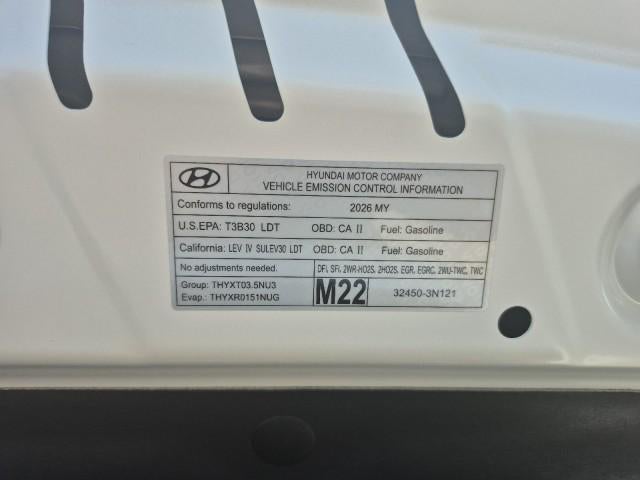 HYUNDAI MOTOR COMPANY
VEHICLE EMISSION CONTROL INFORMATION
Conforms to regulations: 2026 MY
U.S.EPA: T3B30 LDT OBD: CA II Fuel: Gasoline
California: LEV IV SULEV30 LDT OBD: CA II Fuel: Gasoline
No adjustments needed. DFI, SFI, 2WR-HO2S, 2HO2S, EGR, EGRC, 2WU-TWC, TWC
Group: THYXT03.5NU3
Evap: THYXR0151NUG
M22 32450-3N121